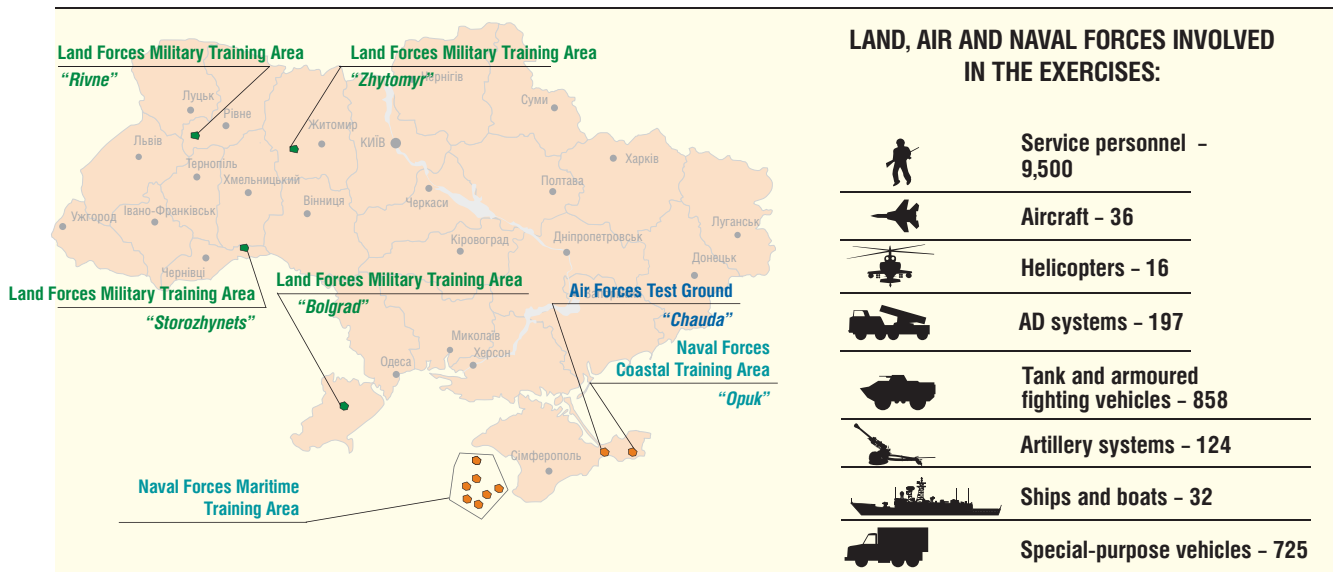 Land Forces Military Training Area
“Rivne”
Land Forces Military Training Area
“Zhytomyr”
Чернігів
Суми
Луцьк
Рівне
Житомир
КИЇВ
Львів
Харків
Тернопіль
Хмельницький
Полтава
Вінниця
Черкаси
Ужгород
Івано-Франківськ
Луганськ
Кіровоград
Дніпропетровськ
Чернівці
Донецьк
Land Forces Military Training Area
“Storozhynets”
Land Forces Military Training Area
“Bolgrad”
Air Forces Test Ground
“Chauda”
Миколаїв
Херсон
Одеса
Naval Forces
Coastal Training Area
“Opuk”
Сімферополь
Naval Forces Maritime
Training Area
LAND, AIR AND NAVAL FORCES INVOLVED
IN THE EXERCISES:
Service personnel –
9,500
Aircraft – 36
Helicopters – 16
AD systems – 197
Tank and armoured
fighting vehicles – 858
Artillery systems – 124
Ships and boats – 32
Special-purpose vehicles – 725